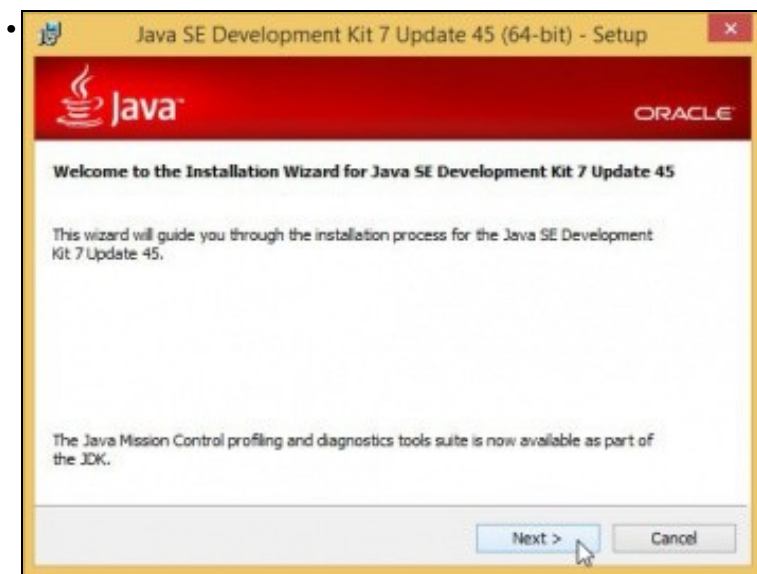 Java SE Development Kit 7 Update 45 (64-bit) - Setup
Java
ORACLE
Welcome to the Installation Wizard for Java SE Development Kit 7 Update 45
This wizard will guide you through the installation process for the Java SE Development
Kit 7 Update 45.
The Java Mission Control profiling and diagnostics tools suite is now available as part of
the JDK.
Next >
Cancel